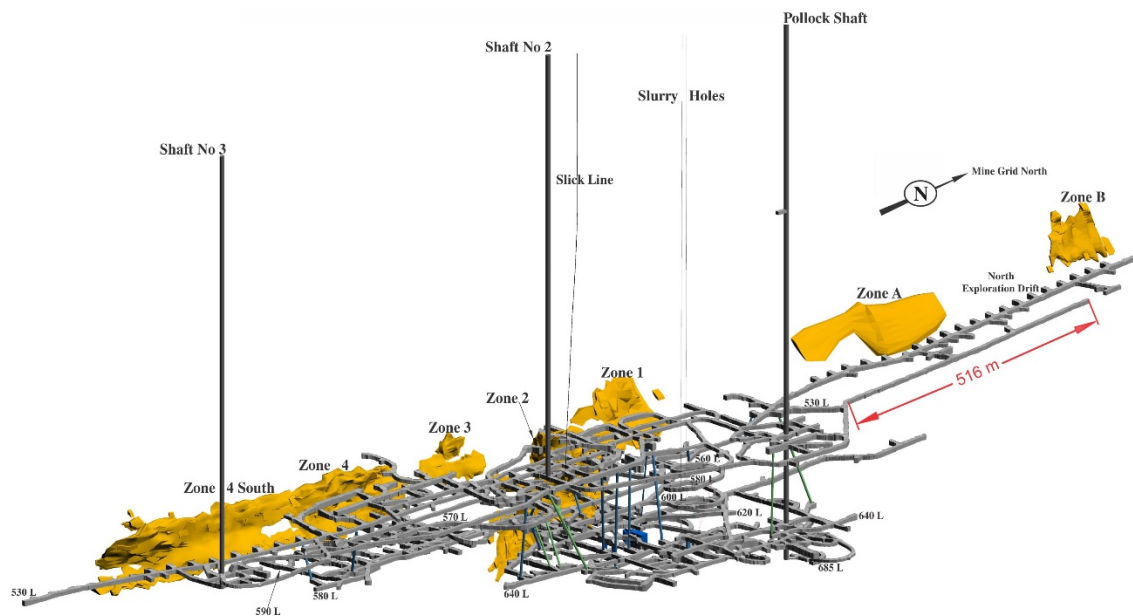 Pollock Shaft
Shaft No 2
Slurry Holes
Shaft No 3
Slick Line
N
Mine Grid North
Zone B
North
Exploration Drift
Zone A
516 m
Zone 1
Zone 2
530 L
Zone 3
560 L
Zone 4
580 L
Zone 4 South
600 L
570 L
620 L
640 L
685 L
530 L
590 L
580 L
640 L